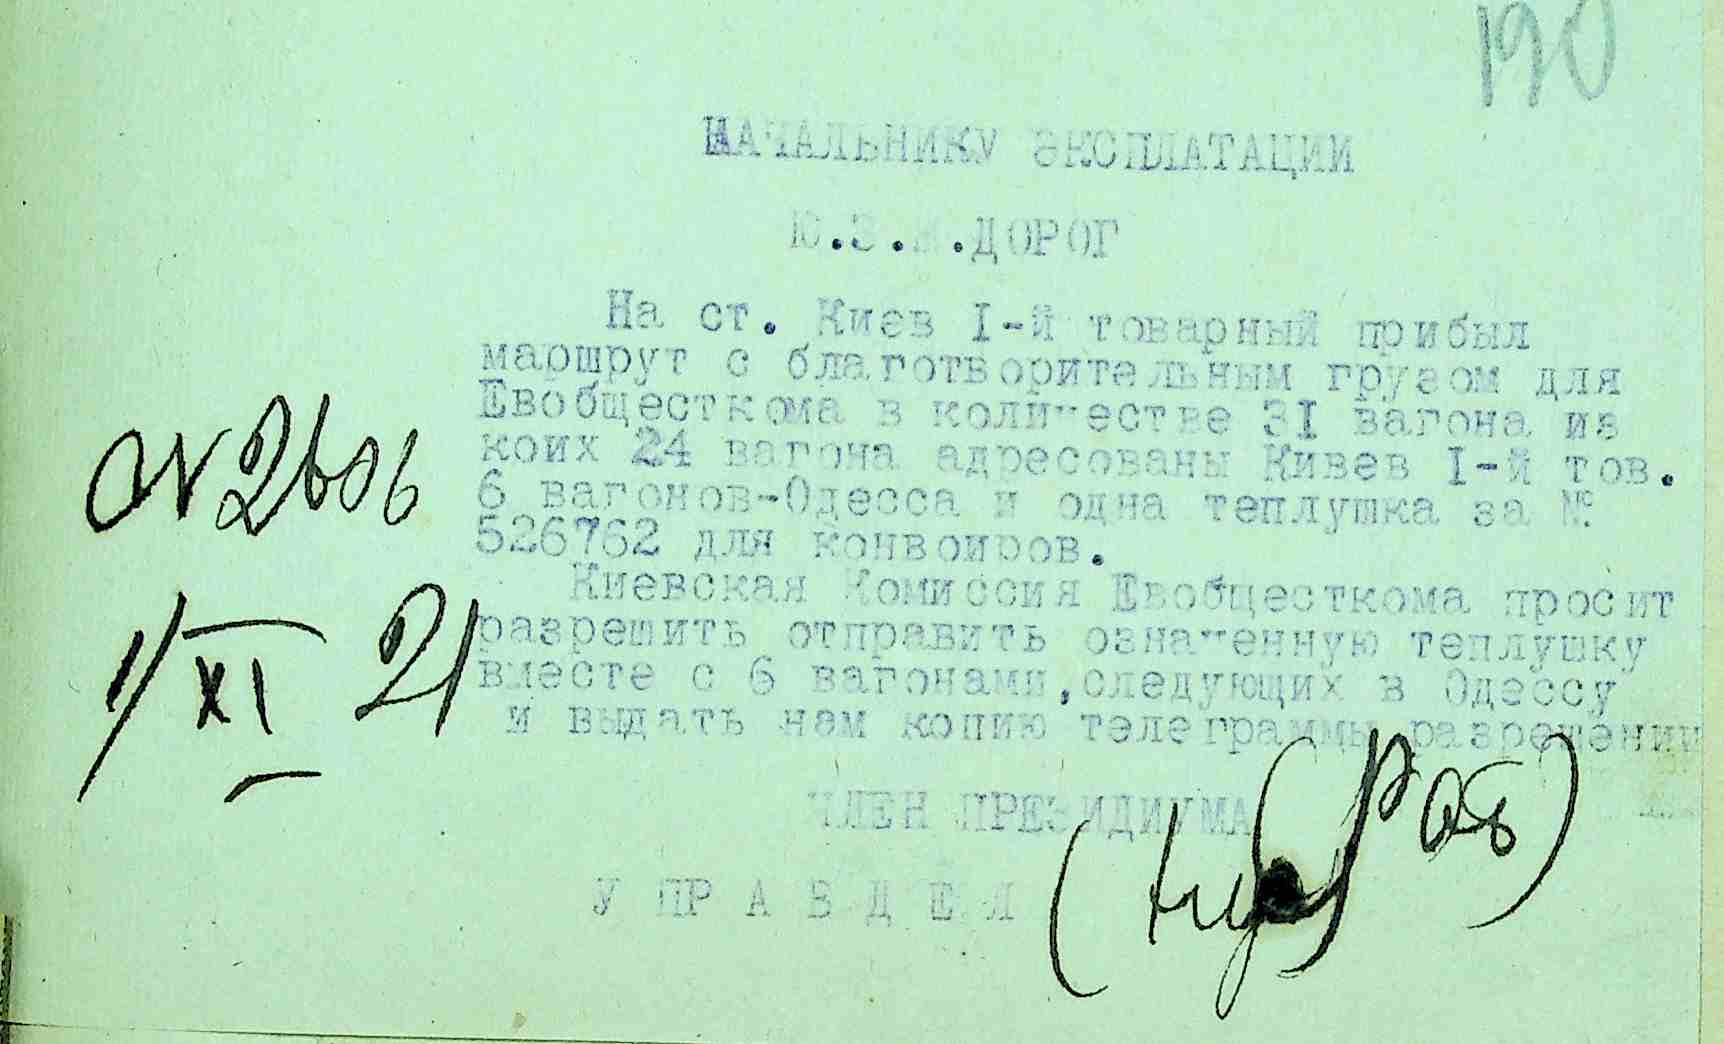 190
НАЧАЛЬНИКУ ЭКСПЛАТАЦИИ
Ю.З.Ж.ДОРОГ
На ст. Киев I-й товарный прибыл
маршрут с благотворительным грузом для
Евобщесткома в количестве 31 вагона из
коих 24 вагона адресованы Кивев I-й тов.
6 вагонов-Одесса и одна теплушка за №
526762 для конвоиров.
Киевская Комиссия Евобщесткома просит
разрешить отправить означенную теплушку
вместе с 6 вагонами,следующих в Одессу
и выдать нам копию телеграммы разрешении
N 2606
1/XI 21
ЧЛЕН ПРЕЗИДИУМА
У П Р А В Д Е Л